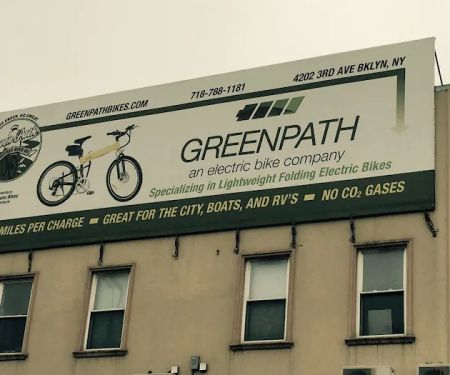 GREENPATHBIKES.COM 718-788-1181 4202 3RD AVE BKLYN, NY
GREENPATH
an electric bike company
Specializing in Lightweight Folding Electric Bikes
MILES PER CHARGE - GREAT FOR THE CITY, BOATS, AND RV'S - NO CO₂ GASES